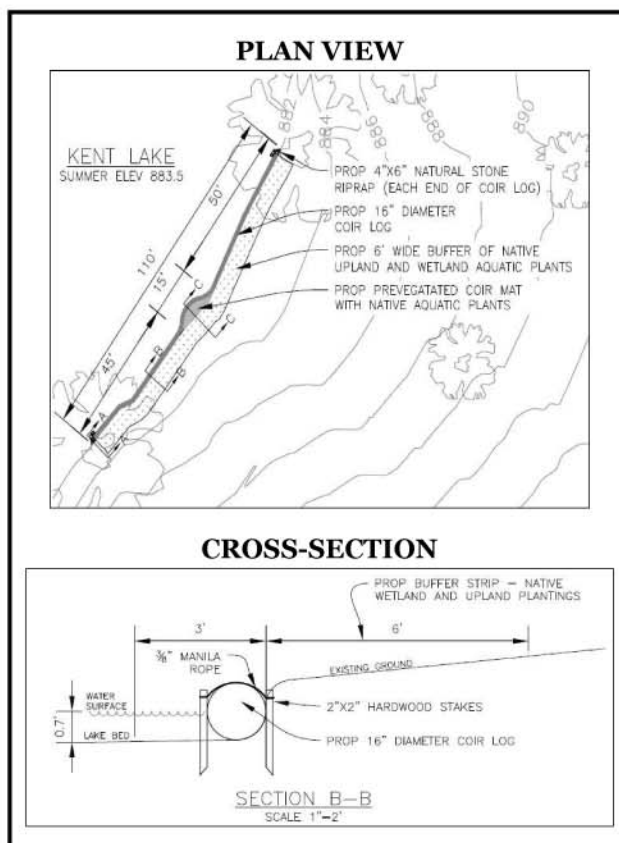 PLAN VIEW
KENT LAKE
SUMMER ELEV 883.5
882
884
988
888
890
PROP 4"X6" NATURAL STONE
RIPRAP (EACH END OF COIR LOG)
PROP 16" DIAMETER
COIR LOG
PROP 6' WIDE BUFFER OF NATIVE
UPLAND AND WETLAND AQUATIC PLANTS
PROP PREVEGATATED COIR MAT
WITH NATIVE AQUATIC PLANTS
50'
110'
15'
45'
C
C
B
B
A
A
CROSS-SECTION
PROP BUFFER STRIP – NATIVE
WETLAND AND UPLAND PLANTINGS
3'
6'
⅜" MANILA
ROPE
EXISTING GROUND
WATER
SURFACE
2"X2" HARDWOOD STAKES
0.7'
LAKE BED
PROP 16" DIAMETER COIR LOG
SECTION B–B
SCALE 1"–2'